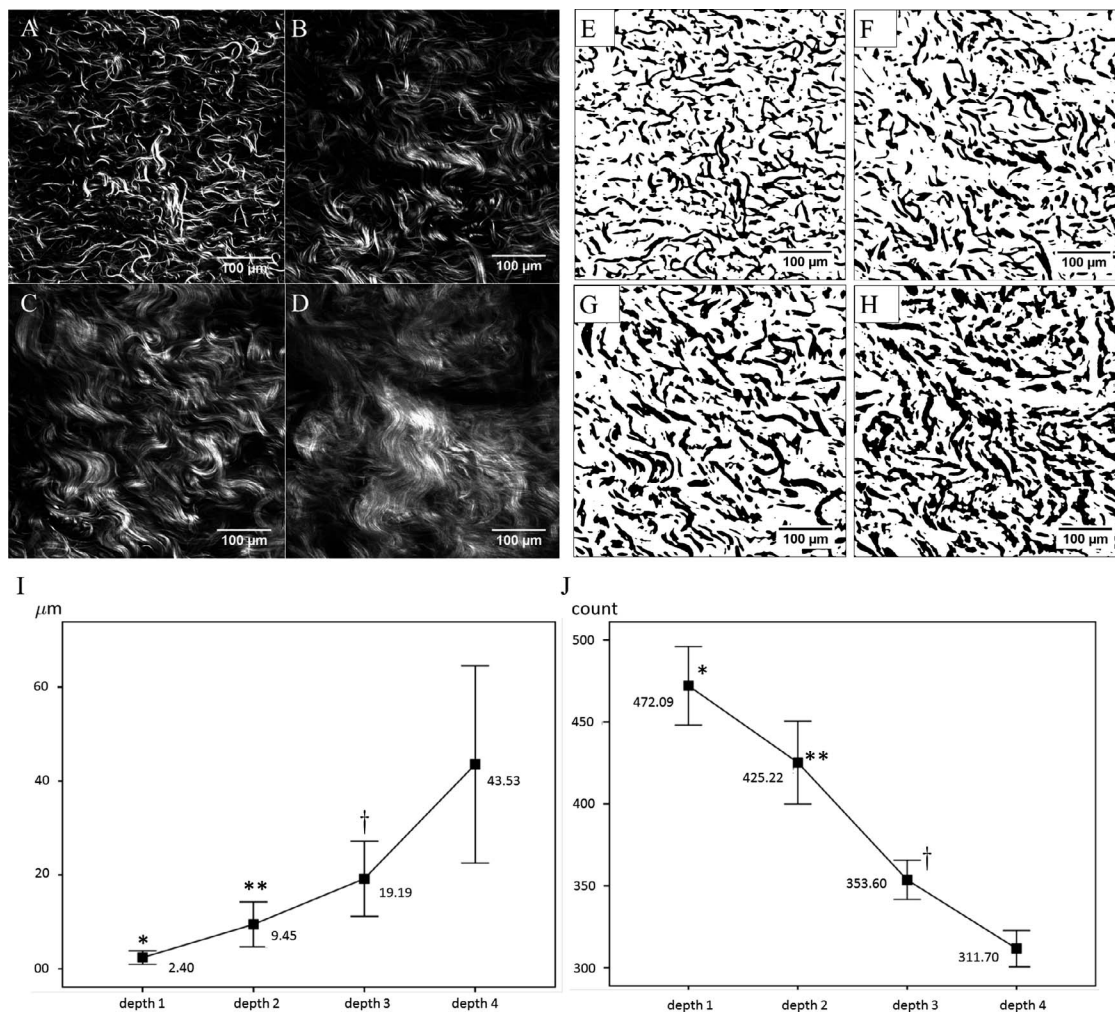 A
B
E
F
100 μm
100 μm
100 μm
100 μm
C
D
G
H
100 μm
100 μm
100 μm
100 μm
I
μm
60
40
20
00
*
2.40
**
9.45
†
19.19
43.53
depth 1
depth 2
depth 3
depth 4
J
count
500
450
400
350
300
472.09
*
425.22
**
353.60
†
311.70
depth 1
depth 2
depth 3
depth 4